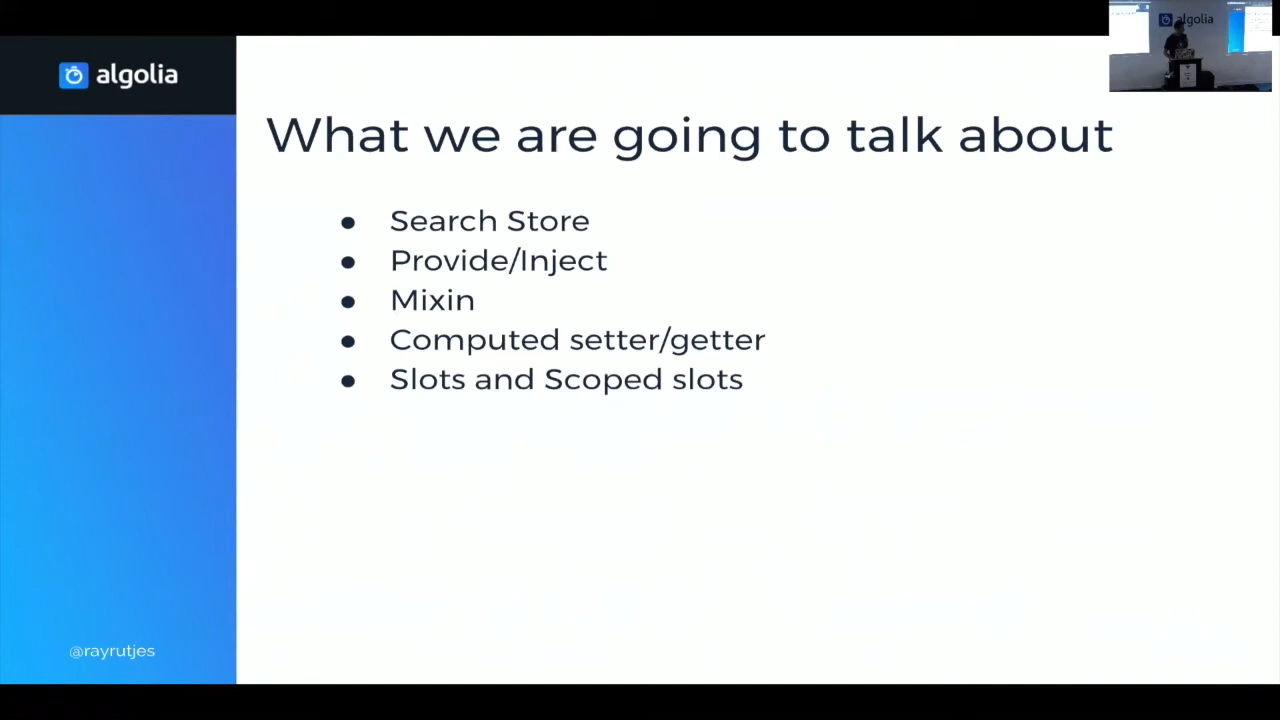 algolia
algolia
What we are going to talk about
● Search Store
● Provide/Inject
● Mixin
● Computed setter/getter
● Slots and Scoped slots
@rayrutjes